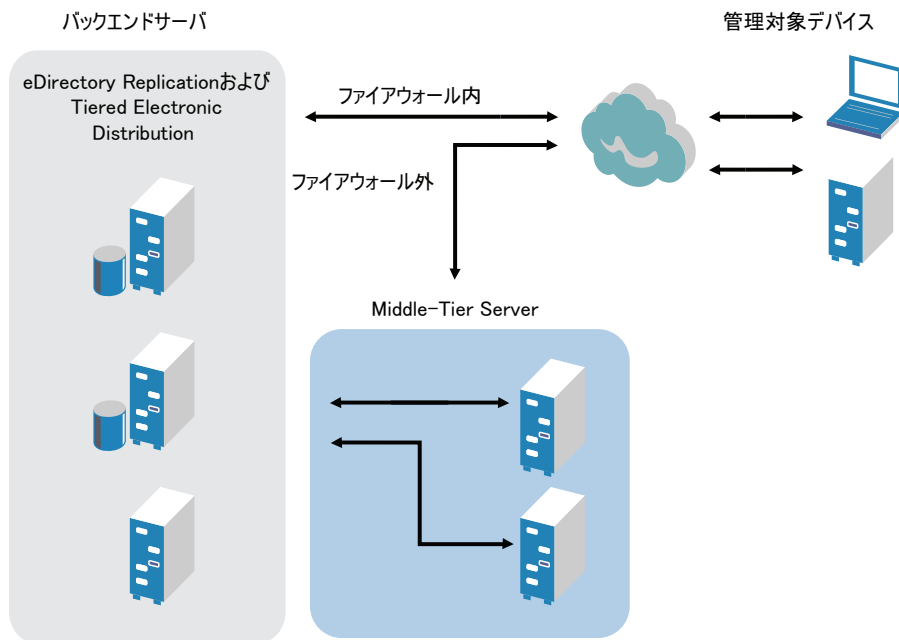 バックエンドサーバ
管理対象デバイス
eDirectory Replicationおよび
Tiered Electronic
Distribution
ファイアウォール内
ファイアウォール外
Middle-Tier Server